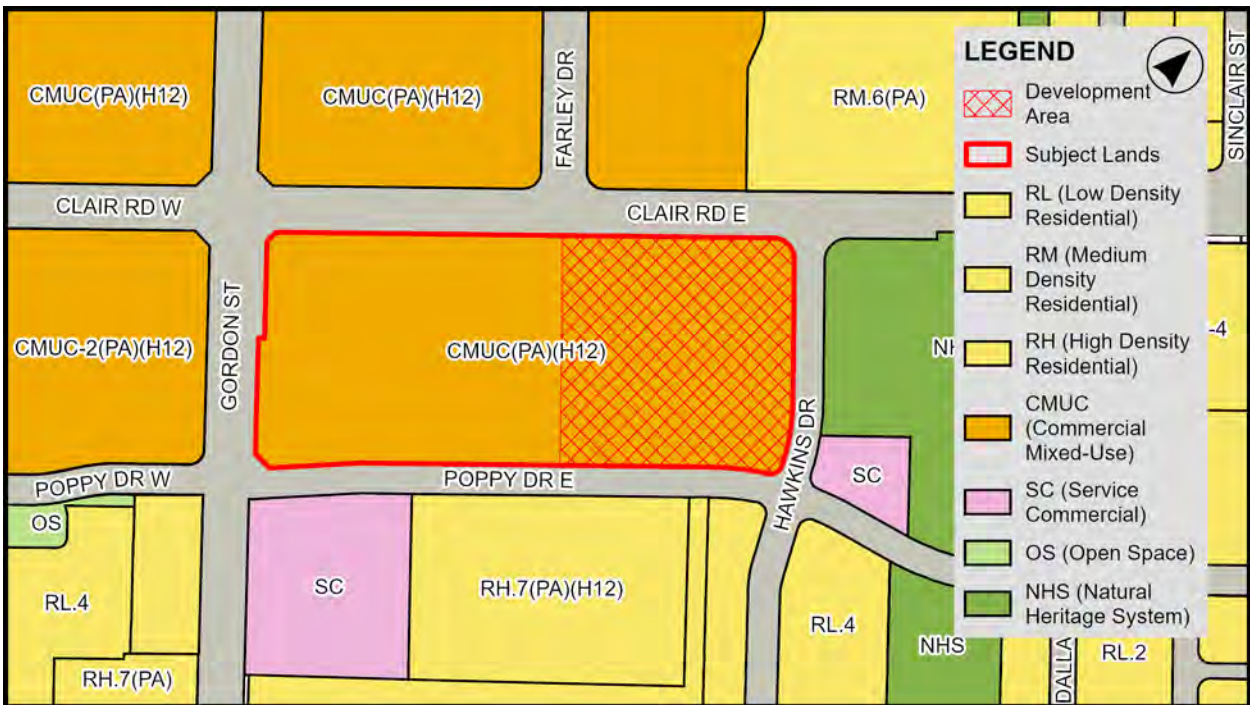 CMUC(PA)(H12)
CMUC(PA)(H12)
FARLEY DR
RM.6(PA)
SINCLAIR ST
CLAIR RD W
CLAIR RD E
CMUC-2(PA)(H12)
GORDON ST
CMUC(PA)(H12)
HAWKINS DR
POPPY DR W
POPPY DR E
SC
OS
RL.4
SC
RH.7(PA)(H12)
RL.4
NHS
RH.7(PA)
DALLA
RL.2
-4
LEGEND
Development
Area
Subject Lands
RL (Low Density
Residential)
RM (Medium
Density
Residential)
RH (High Density
Residential)
CMUC
(Commercial
Mixed-Use)
SC (Service
Commercial)
OS (Open Space)
NHS (Natural
Heritage System)